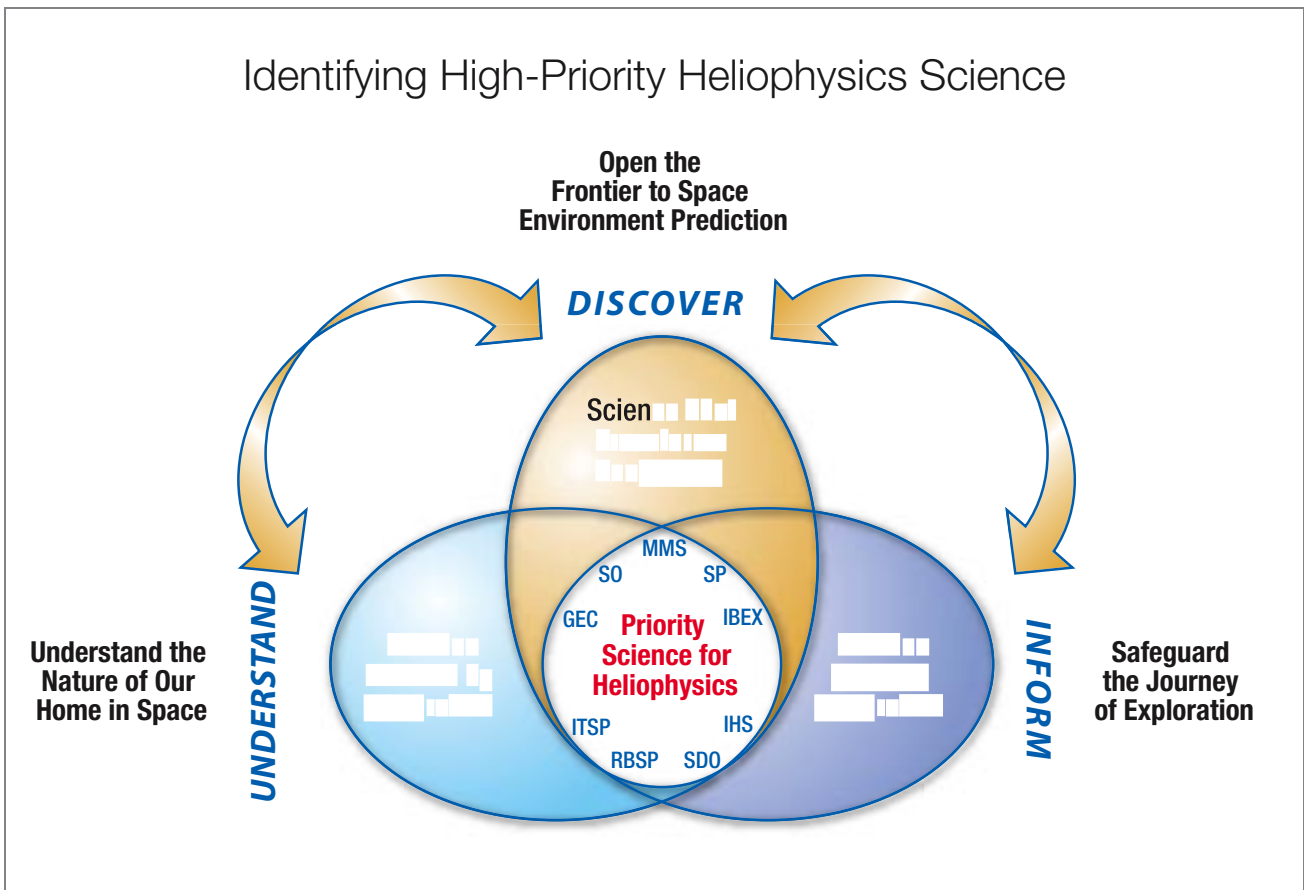 Identifying High-Priority Heliophysics Science
Open the
Frontier to Space
Environment Prediction
DISCOVER
MMS
SO
SP
GEC
IBEX
Priority
Science for
Heliophysics
ITSP
IHS
RBSP
SDO
UNDERSTAND
Understand the
Nature of Our
Home in Space
INFORM
Safeguard
the Journey
of Exploration